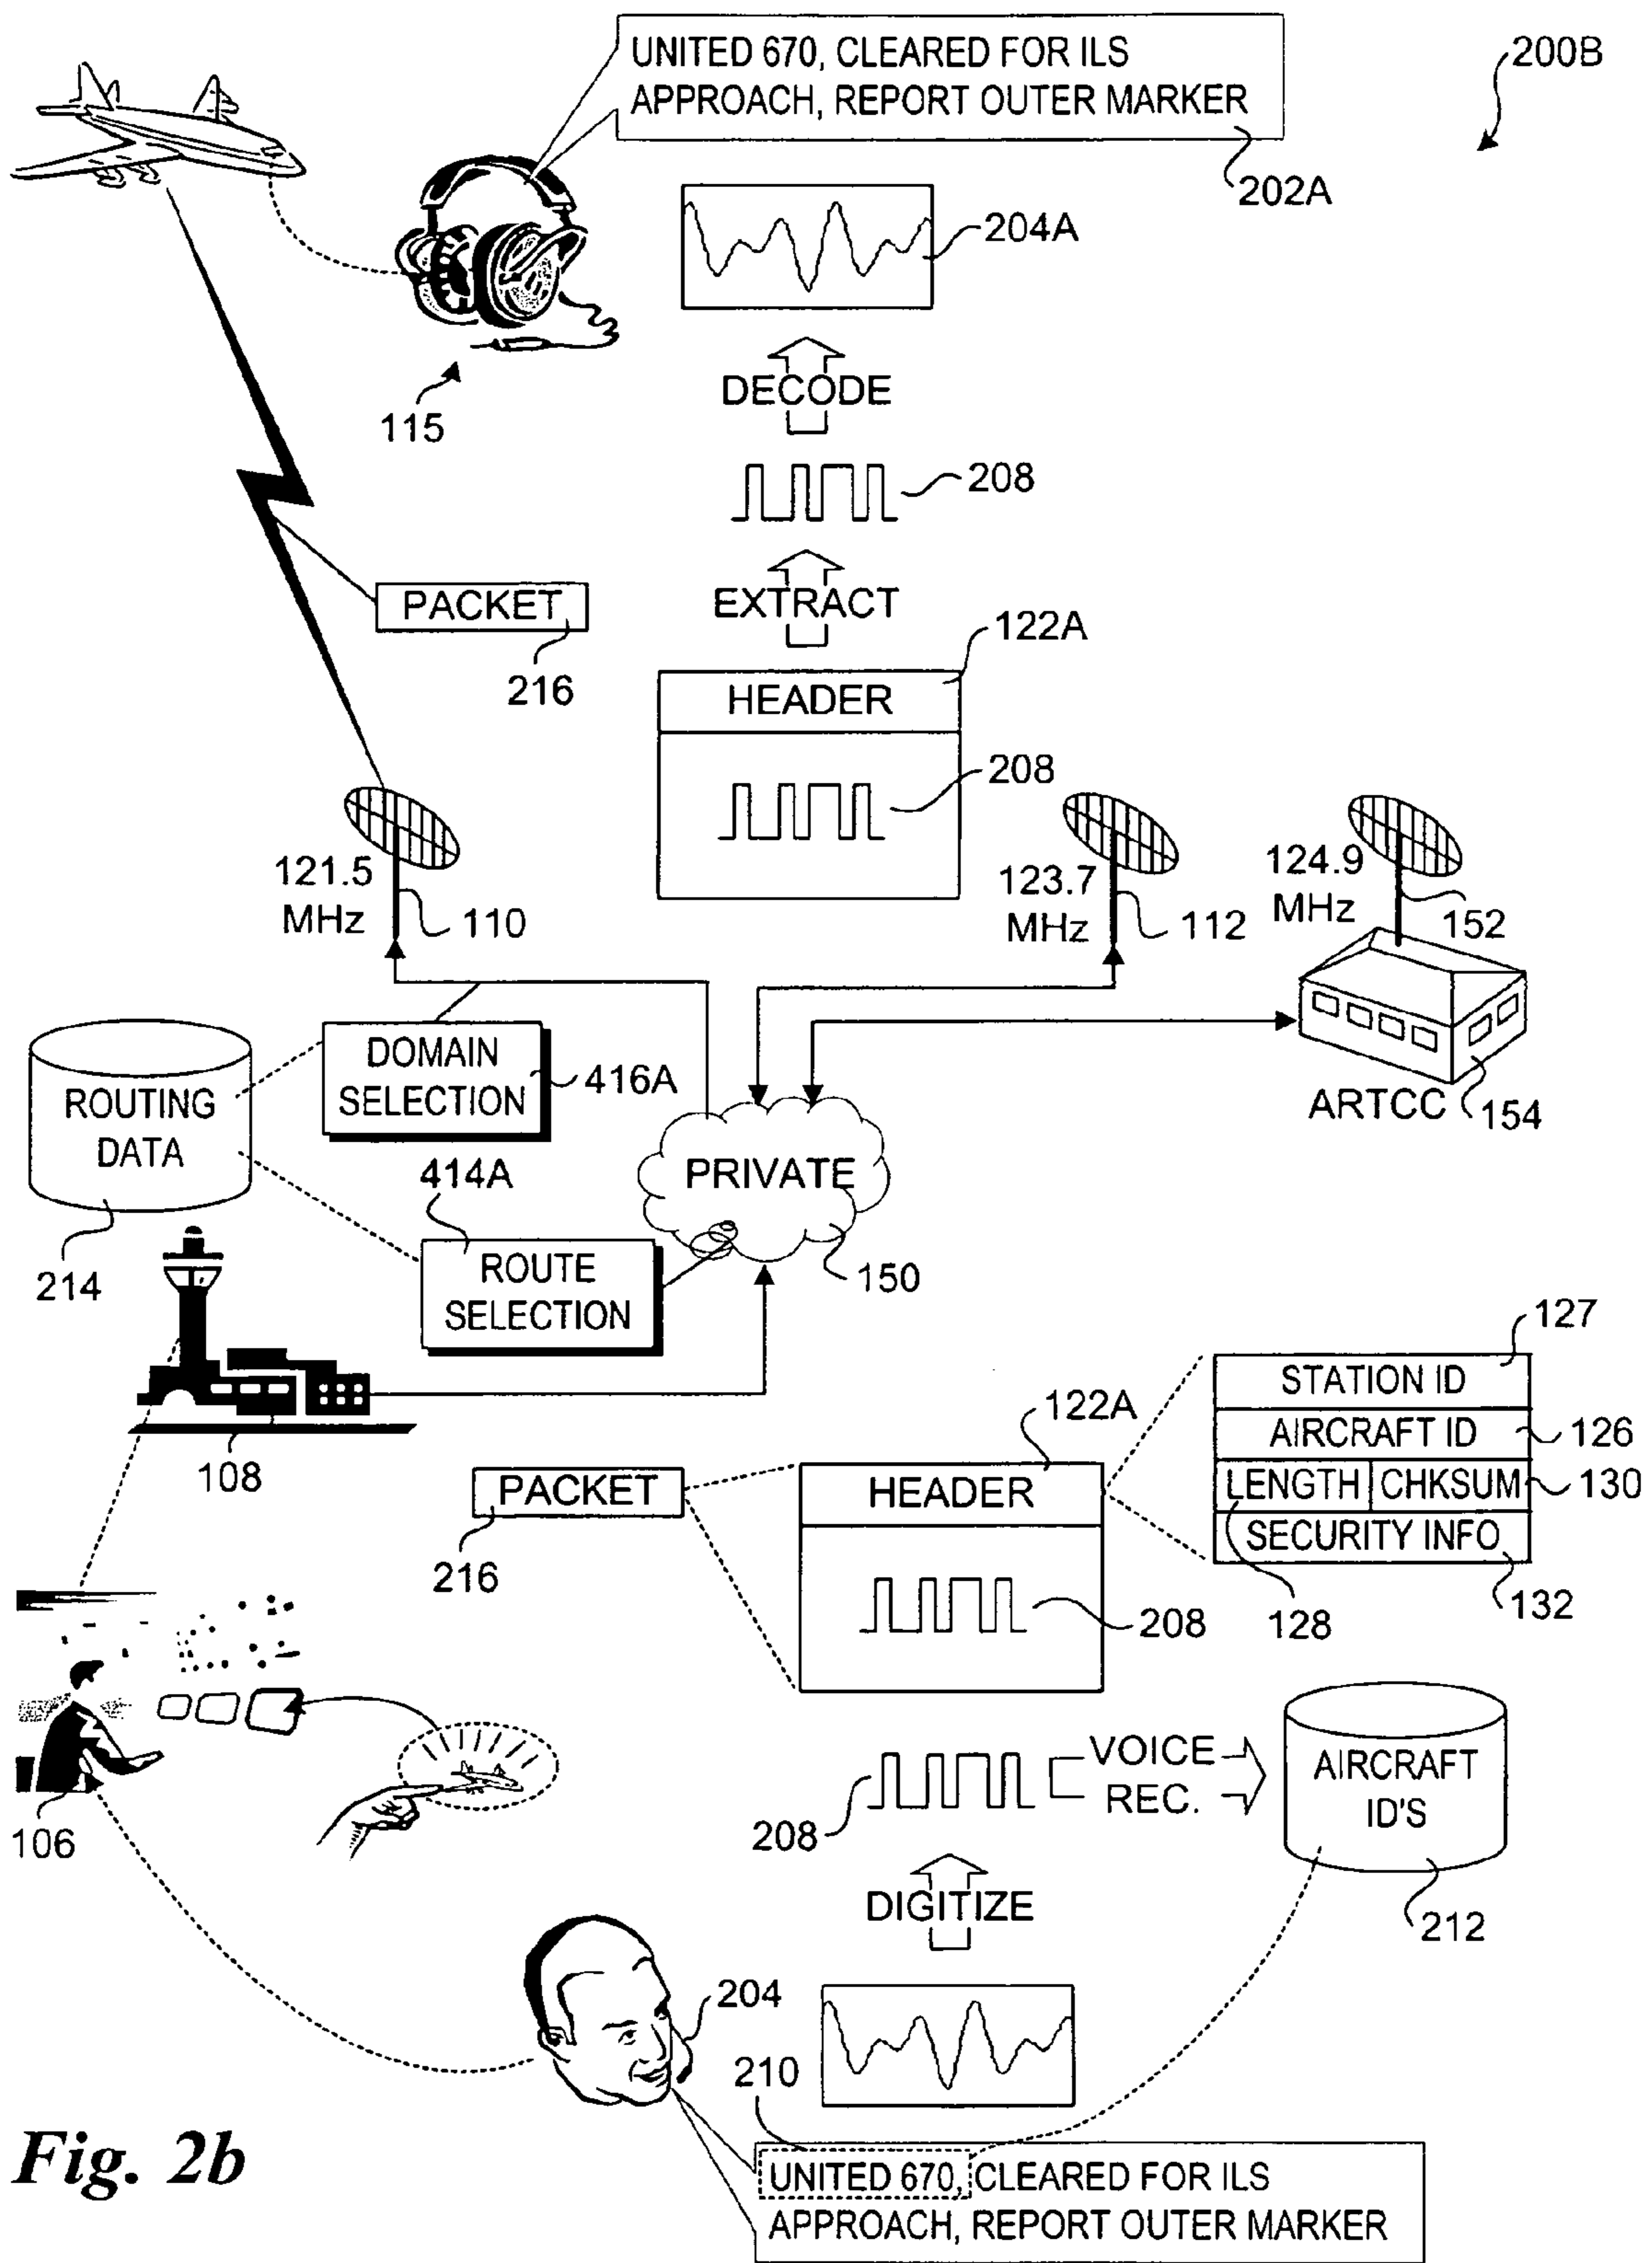 UNITED 670, CLEARED FOR ILS
APPROACH, REPORT OUTER MARKER
200B
202A
204A
DECODE
115
208
EXTRACT
PACKET
216
122A
HEADER
208
121.5
MHz
110
123.7
MHz
112
124.9
MHz
152
ARTCC
154
ROUTING
DATA
214
DOMAIN
SELECTION
416A
414A
ROUTE
SELECTION
PRIVATE
150
108
127
STATION ID
AIRCRAFT ID
126
LENGTH
CHKSUM
130
SECURITY INFO
128
132
122A
PACKET
216
HEADER
208
106
208
VOICE
REC.
AIRCRAFT
ID'S
212
DIGITIZE
204
210
UNITED 670, CLEARED FOR ILS
APPROACH, REPORT OUTER MARKER
Fig. 2b